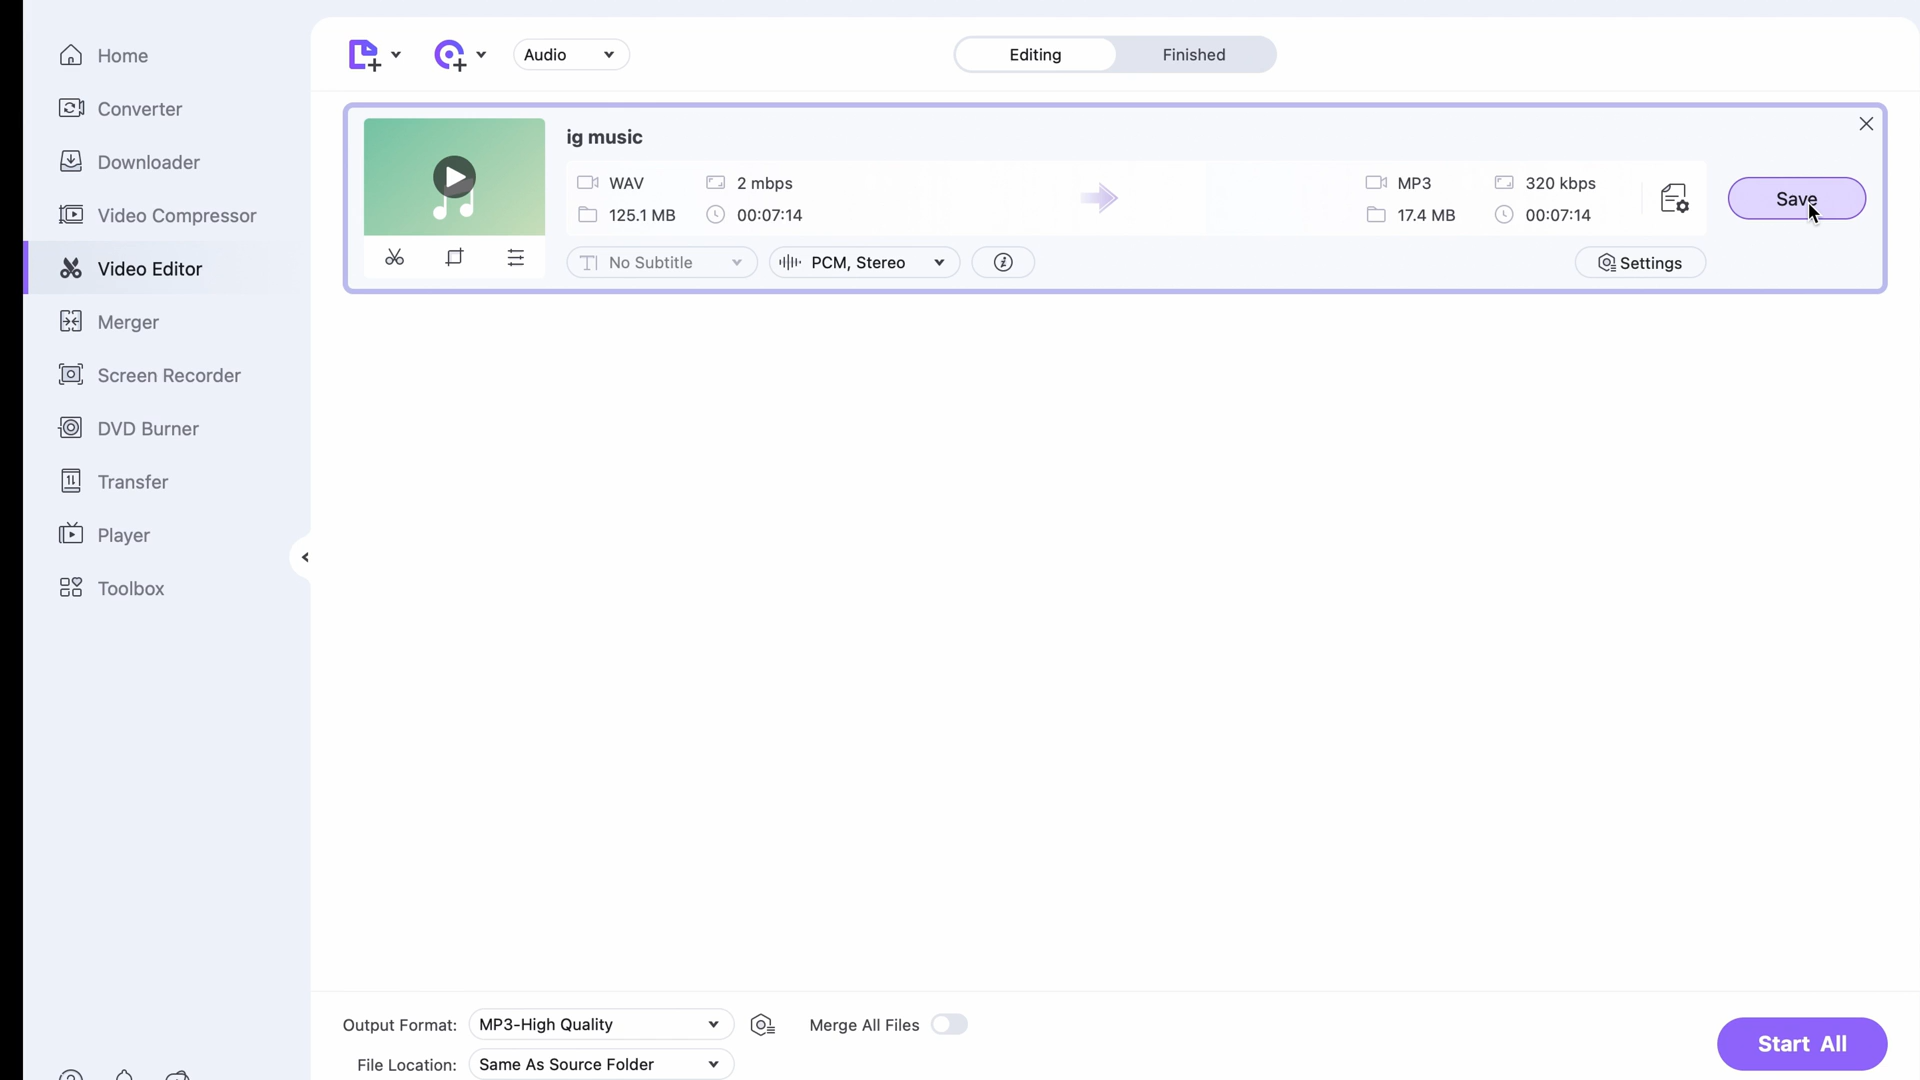 Home
Converter
Downloader
Video Compressor
Video Editor
Merger
Screen Recorder
DVD Burner
Transfer
Player
Toolbox
Audio
Editing
Finished
ig music
WAV
2 mbps
125.1 MB
00:07:14
MP3
320 kbps
17.4 MB
00:07:14
Save
No Subtitle
PCM, Stereo
Settings
Output Format:
MP3-High Quality
Merge All Files
File Location:
Same As Source Folder
Start All